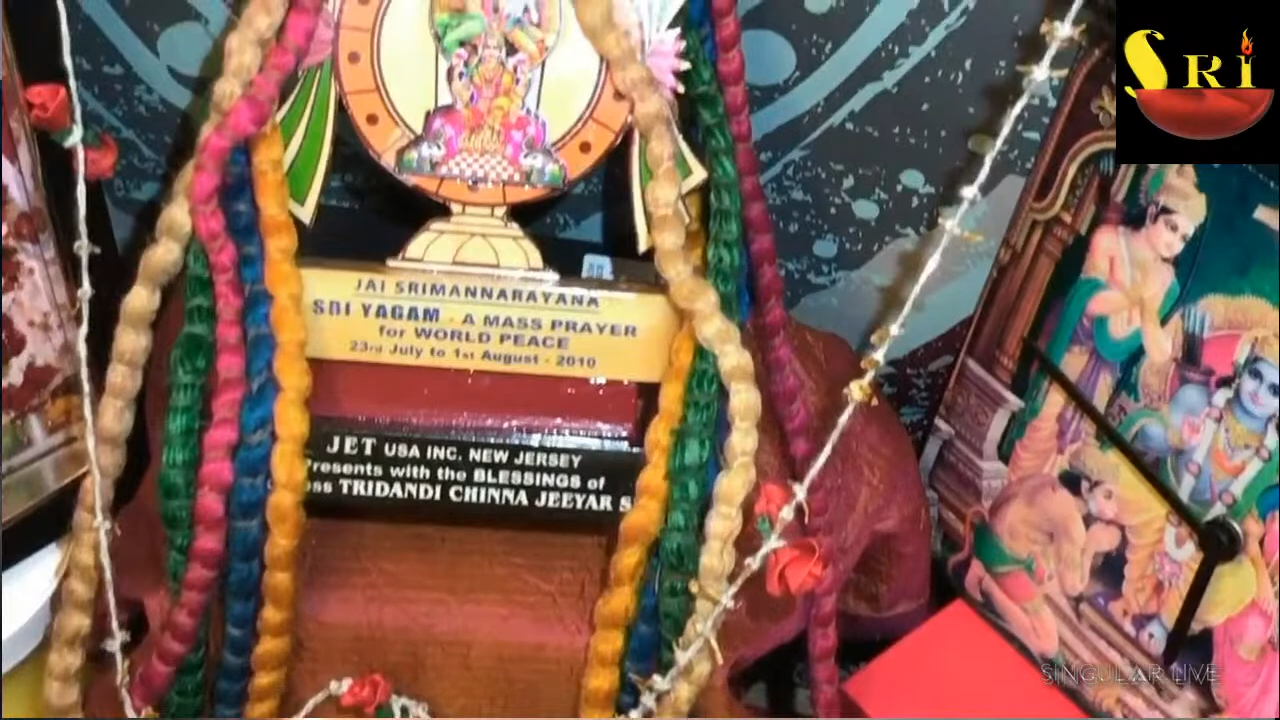 SRi
JAI SRIMANNARAYANA
SRI YAGAM - A MASS PRAYER
for WORLD PEACE
23rd July to 1st August - 2010
JET USA INC. NEW JERSEY
Presents with the BLESSINGS of
TRIDANDI CHINNA JEEYAR
SINGULAR.LIVE